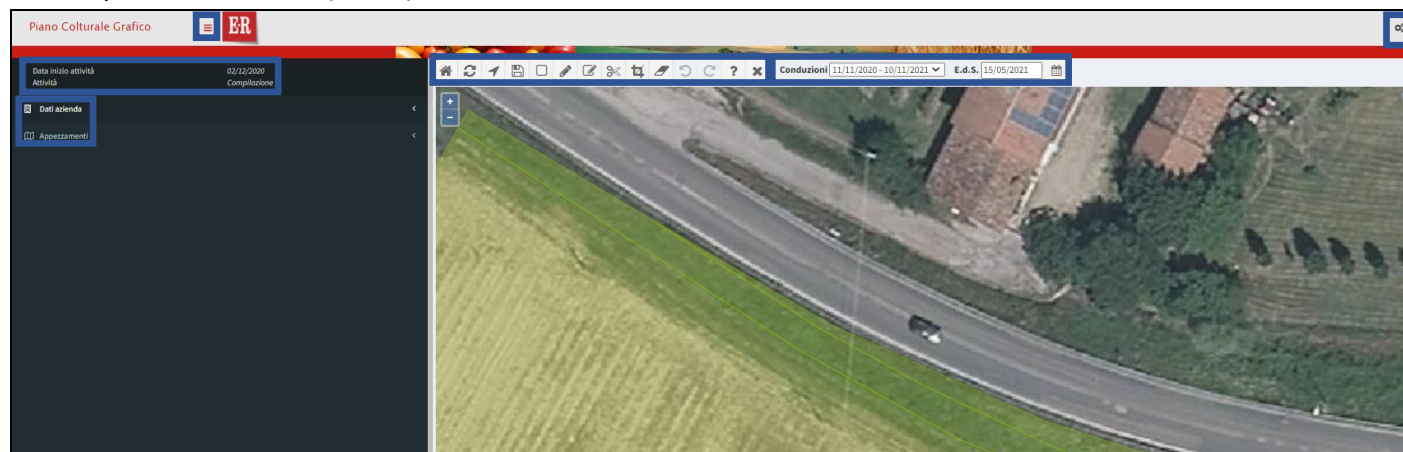 Piano Colturale Grafico
E·R
Data inizio attività 02/12/2020
Attività Compilazione
Dati azienda
Appezzamenti
? Conduzioni 11/11/2020 - 10/11/2021 E.d.S. 15/05/2021
+
-